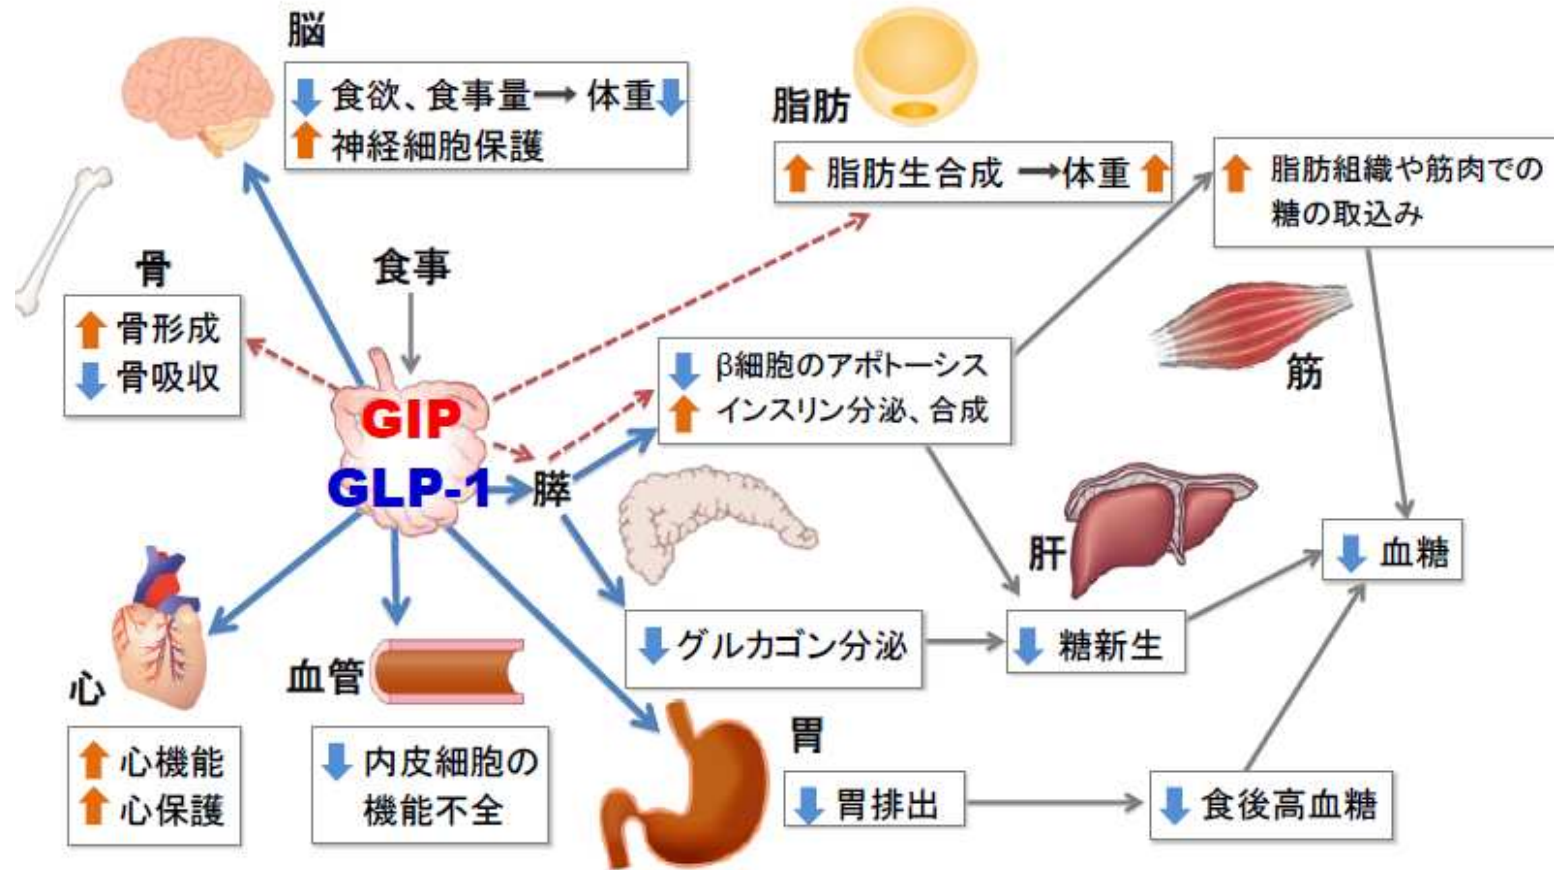 脳
食欲、食事量 → 体重
神経細胞保護
脂肪
脂肪生合成 → 体重
脂肪組織や筋肉での
糖の取込み
骨
骨形成
骨吸収
食事
GIP
GLP-1
膵
β細胞のアポトーシス
インスリン分泌、合成
筋
肝
血糖
グルカゴン分泌
糖新生
心
心機能
心保護
血管
内皮細胞の
機能不全
胃
胃排出
食後高血糖